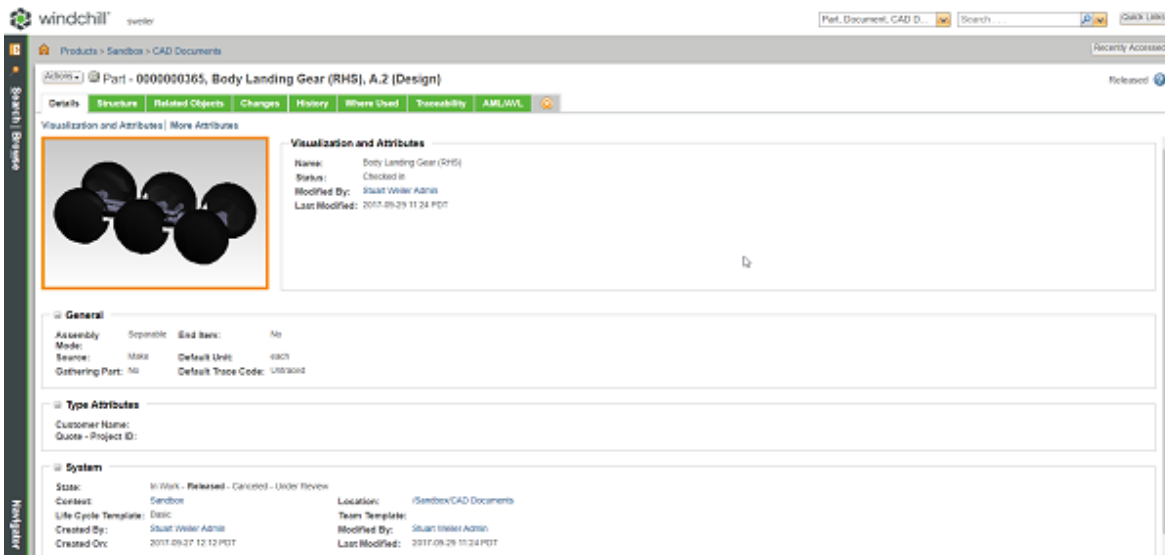 windchill
Part, Document, CAD D...
Search . . .
Quick Links
Products > Sandbox > CAD Documents
Recently Accessed
Actions
Part - 0000000365, Body Landing Gear (RHS), A.2 (Design)
Released
Details Structure Related Objects Changes History Where Used Traceability AML/AVL
Visualization and Attributes | More Attributes
Search | Browse
Visualization and Attributes
Name: Body Landing Gear (RHS)
Status: Checked in
Modified By: Stuart Weiler Admin
Last Modified: 2017-09-29 11:24 PDT
General
Assembly Mode: Separable End Item: No
Source: Make Default Unit: each
Gathering Part: No Default Trace Code: Untraced
Type Attributes
Customer Name:
Quote - Project ID:
System
State: In Work - Released - Canceled - Under Review
Context: Sandbox Location: /Sandbox/CAD Documents
Life Cycle Template: Basic Team Template:
Created By: Stuart Weiler Admin Modified By: Stuart Weiler Admin
Created On: 2017-09-27 12:12 PDT Last Modified: 2017-09-29 11:24 PDT
Navigator